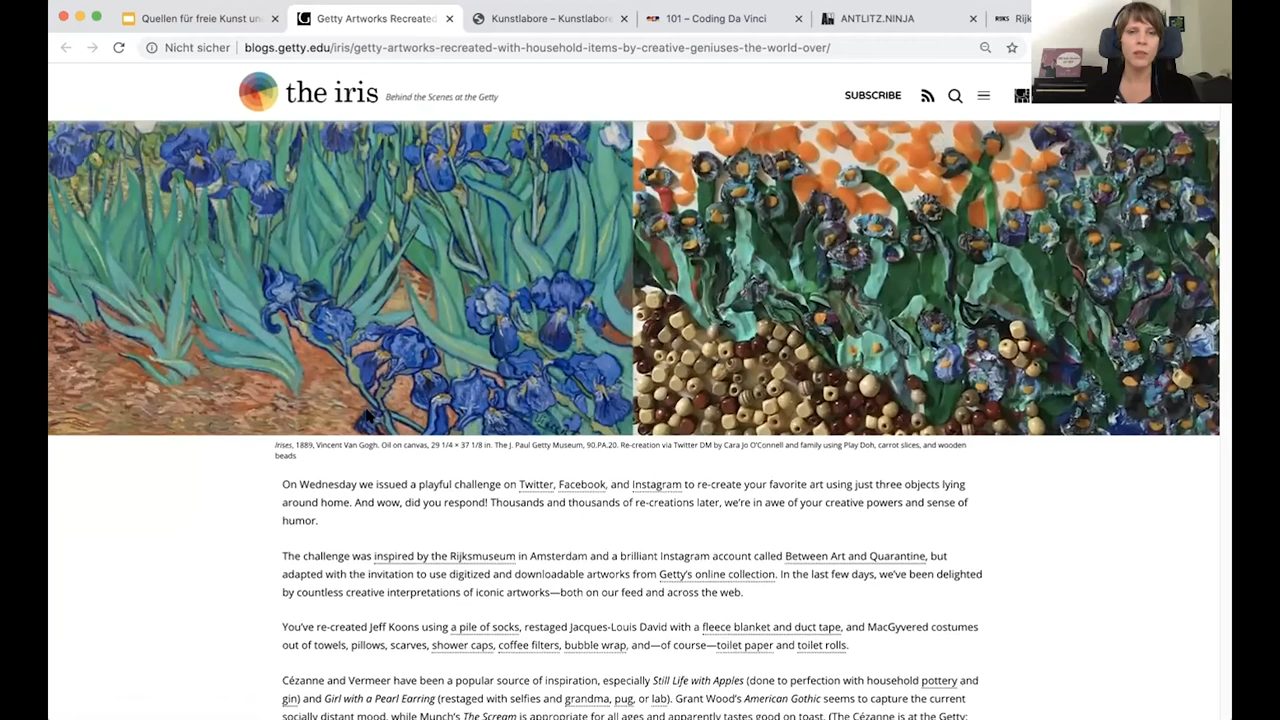 Quellen für freie Kunst un
Getty Artworks Recreated
Kunstlabore – Kunstlabore
101 – Coding Da Vinci
ANTLITZ.NINJA
Rij
Nicht sicher
blogs.getty.edu/iris/getty-artworks-recreated-with-household-items-by-creative-geniuses-the-world-over/
the iris
Behind the Scenes at the Getty
SUBSCRIBE
Irises, 1889, Vincent Van Gogh. Oil on canvas, 29 1/4 × 37 1/8 in. The J. Paul Getty Museum, 90.PA.20. Re-creation via Twitter DM by Cara Jo O'Connell and family using Play Doh, carrot slices, and wooden
beads
On Wednesday we issued a playful challenge on Twitter, Facebook, and Instagram to re-create your favorite art using just three objects lying
around home. And wow, did you respond! Thousands and thousands of re-creations later, we're in awe of your creative powers and sense of
humor.
The challenge was inspired by the Rijksmuseum in Amsterdam and a brilliant Instagram account called Between Art and Quarantine, but
adapted with the invitation to use digitized and downloadable artworks from Getty's online collection. In the last few days, we've been delighted
by countless creative interpretations of iconic artworks—both on our feed and across the web.
You've re-created Jeff Koons using a pile of socks, restaged Jacques-Louis David with a fleece blanket and duct tape, and MacGyvered costumes
out of towels, pillows, scarves, shower caps, coffee filters, bubble wrap, and—of course—toilet paper and toilet rolls.
Cézanne and Vermeer have been a popular source of inspiration, especially Still Life with Apples (done to perfection with household pottery and
gin) and Girl with a Pearl Earring (restaged with selfies and grandma, pug, or lab). Grant Wood's American Gothic seems to capture the current
socially distant mood, while Munch's The Scream is appropriate for all ages and apparently tastes good on toast. (The Cézanne is at the Getty;